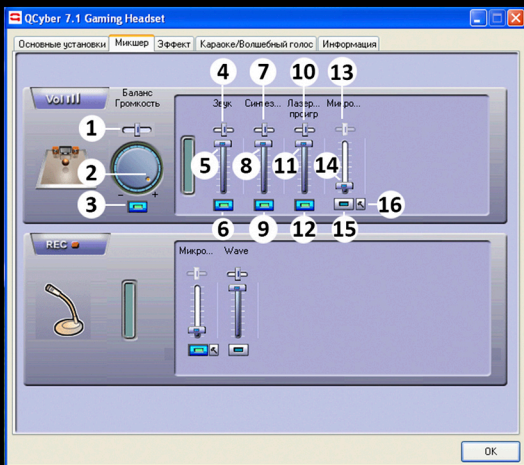 QCyber 7.1 Gaming Headset
Основные установки Микшер Эффект Караоке/Волшебный голос Информация
4 7 10 13
Vol
Баланс
Громкость
Звук Синтез... Лазер... Микро...
проигр
1
2
3
5 8 11 14
6 9 12 15 16
REC
Микро... Wave
OK